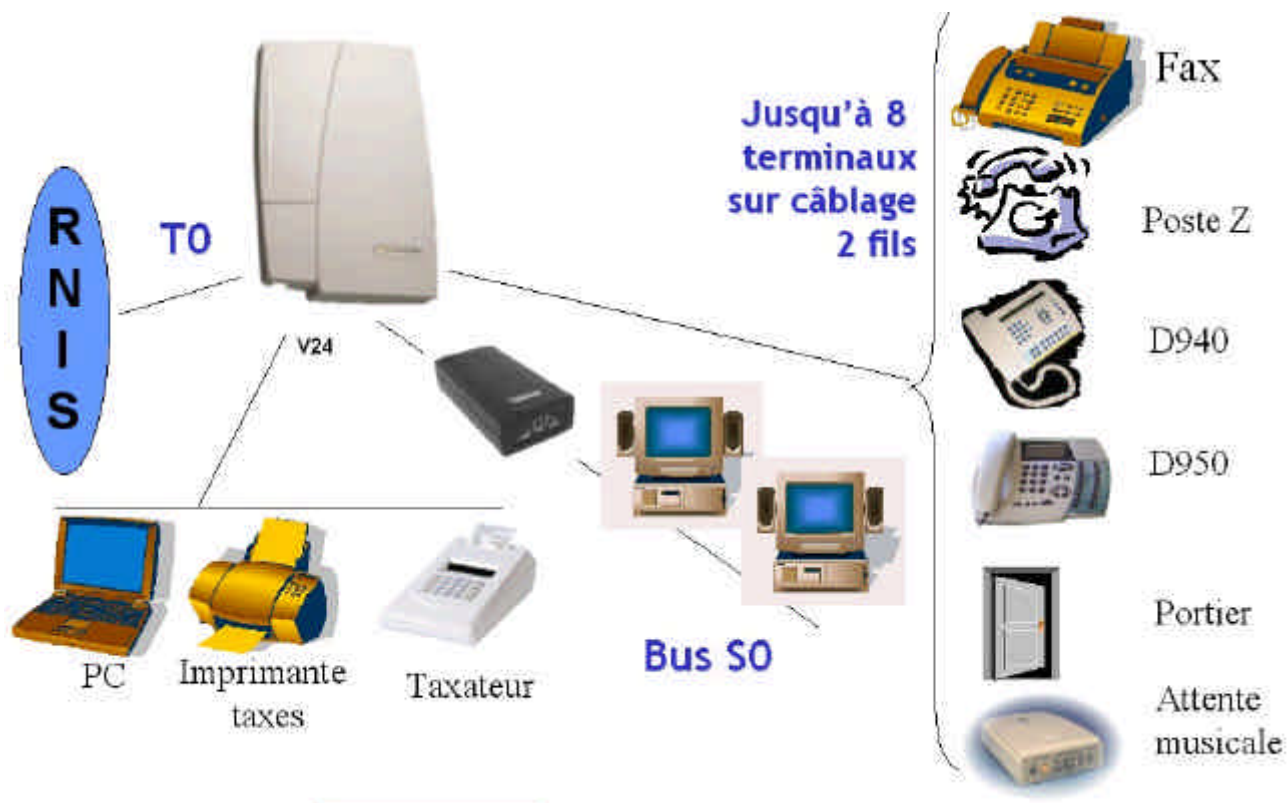 RNIS
T0
V24
Jusqu'à 8
terminaux
sur câblage
2 fils
Fax
Poste Z
D940
D950
Portier
Attente
musicale
PC
Imprimante
taxes
Taxateur
Bus S0